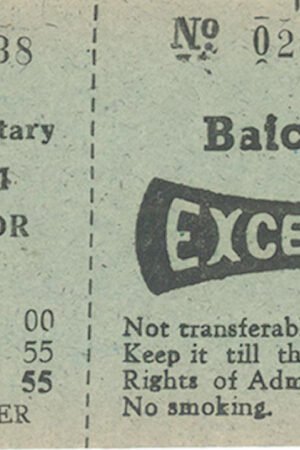 38
tary
OR
00
55
55
ER
No 02
Balc
EXCE
Not transferab
Keep it till th
Rights of Adm
No smoking.